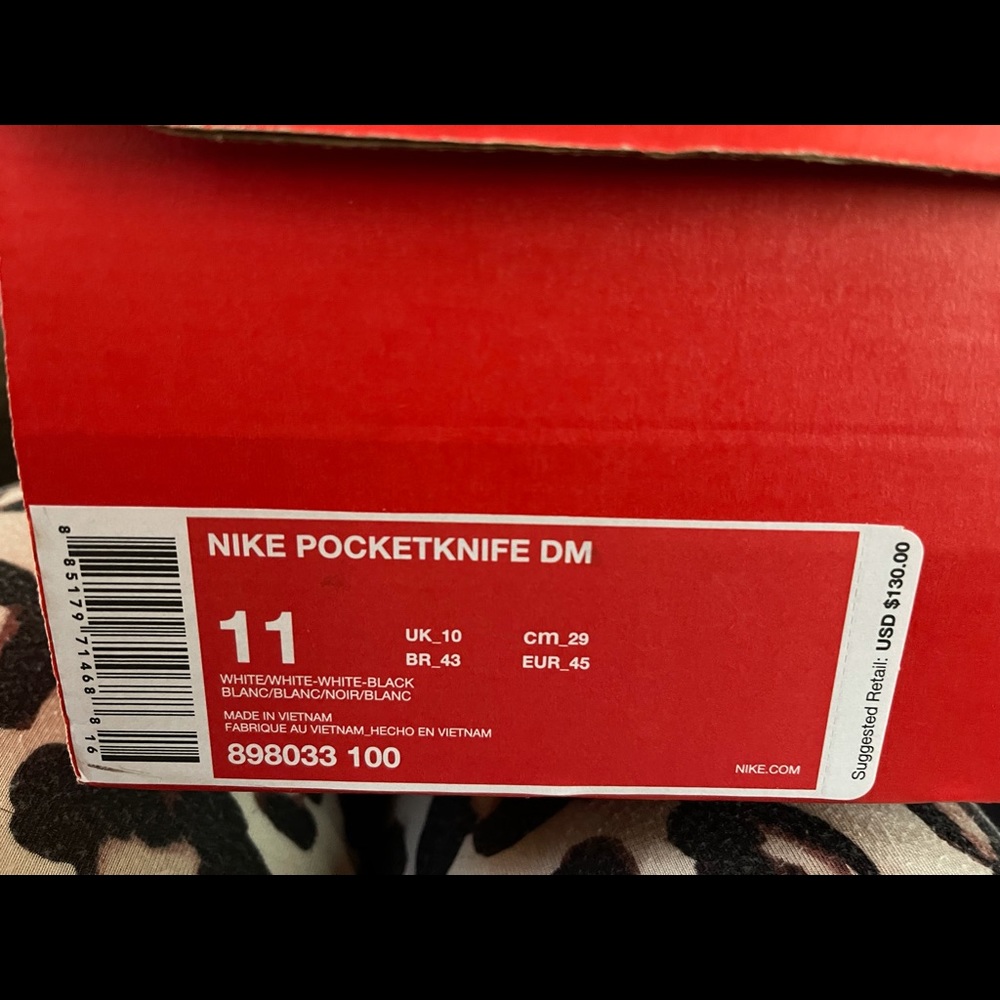 NIKE POCKETKNIFE DM
11
UK_10 cm_29
BR_43 EUR_45
WHITE/WHITE-WHITE-BLACK
BLANC/BLANC/NOIR/BLANC
MADE IN VIETNAM
FABRIQUE AU VIETNAM_HECHO EN VIETNAM
898033 100
NIKE.COM
8 85179 71468 8 16
Suggested Retail: USD $130.00